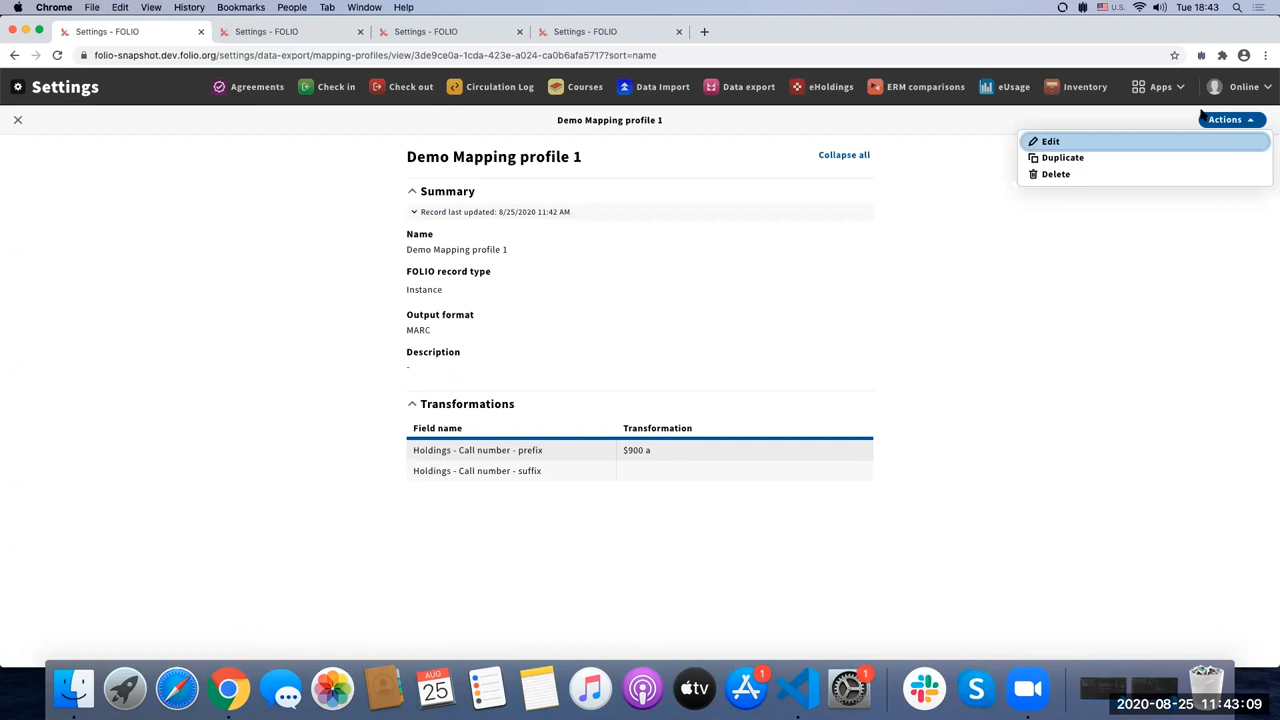 Chrome File Edit View History Bookmarks People Tab Window Help U.S. Tue 18:43
Settings - FOLIO Settings - FOLIO Settings - FOLIO Settings - FOLIO
folio-snapshot.dev.folio.org/settings/data-export/mapping-profiles/view/3de9ce0a-1cda-423e-a024-ca0b6afa5717?sort=name
Settings Agreements Check in Check out Circulation Log Courses Data Import Data export eHoldings ERM comparisons eUsage Inventory Apps Online
Demo Mapping profile 1 Actions
Edit
Duplicate
Delete
Demo Mapping profile 1 Collapse all
Summary
Record last updated: 8/25/2020 11:42 AM
Name
Demo Mapping profile 1
FOLIO record type
Instance
Output format
MARC
Description
-
Transformations
Field name Transformation
Holdings - Call number - prefix $900 a
Holdings - Call number - suffix
AUG
25
tv
1
1
2020-08-25 11:43:09